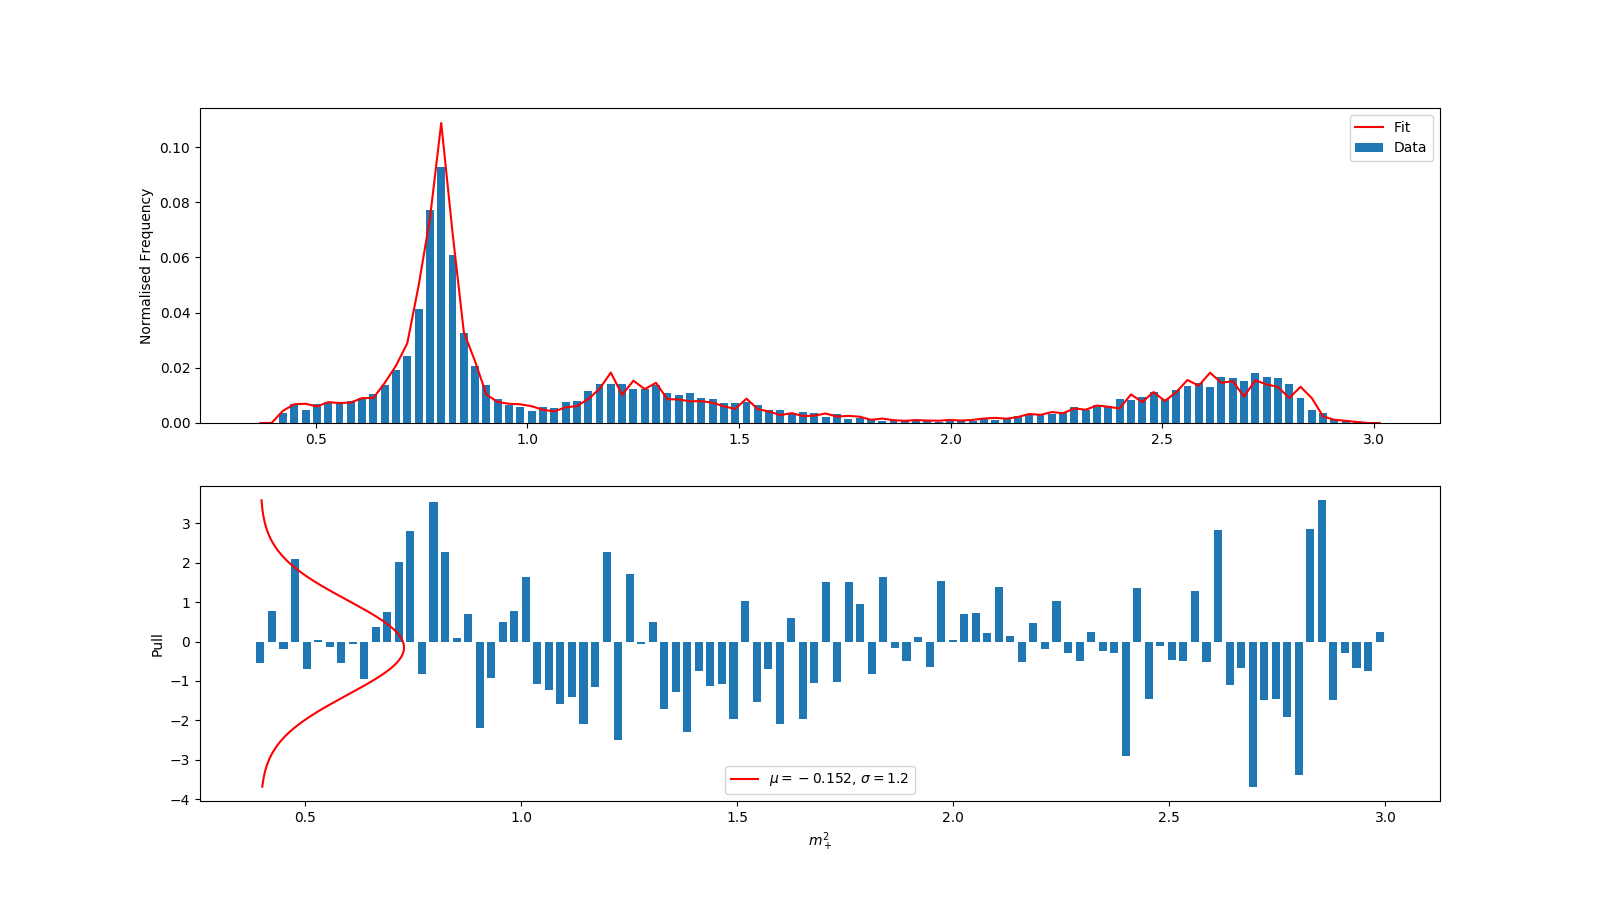 Fit
Data
Normalised Frequency
0.10
0.08
0.06
0.04
0.02
0.00
0.5 1.0 1.5 2.0 2.5 3.0
Pull
3
2
1
0
−1
−2
−3
−4
μ = − 0.152, σ = 1.2
0.5 1.0 1.5 2.0 2.5 3.0
m²₊